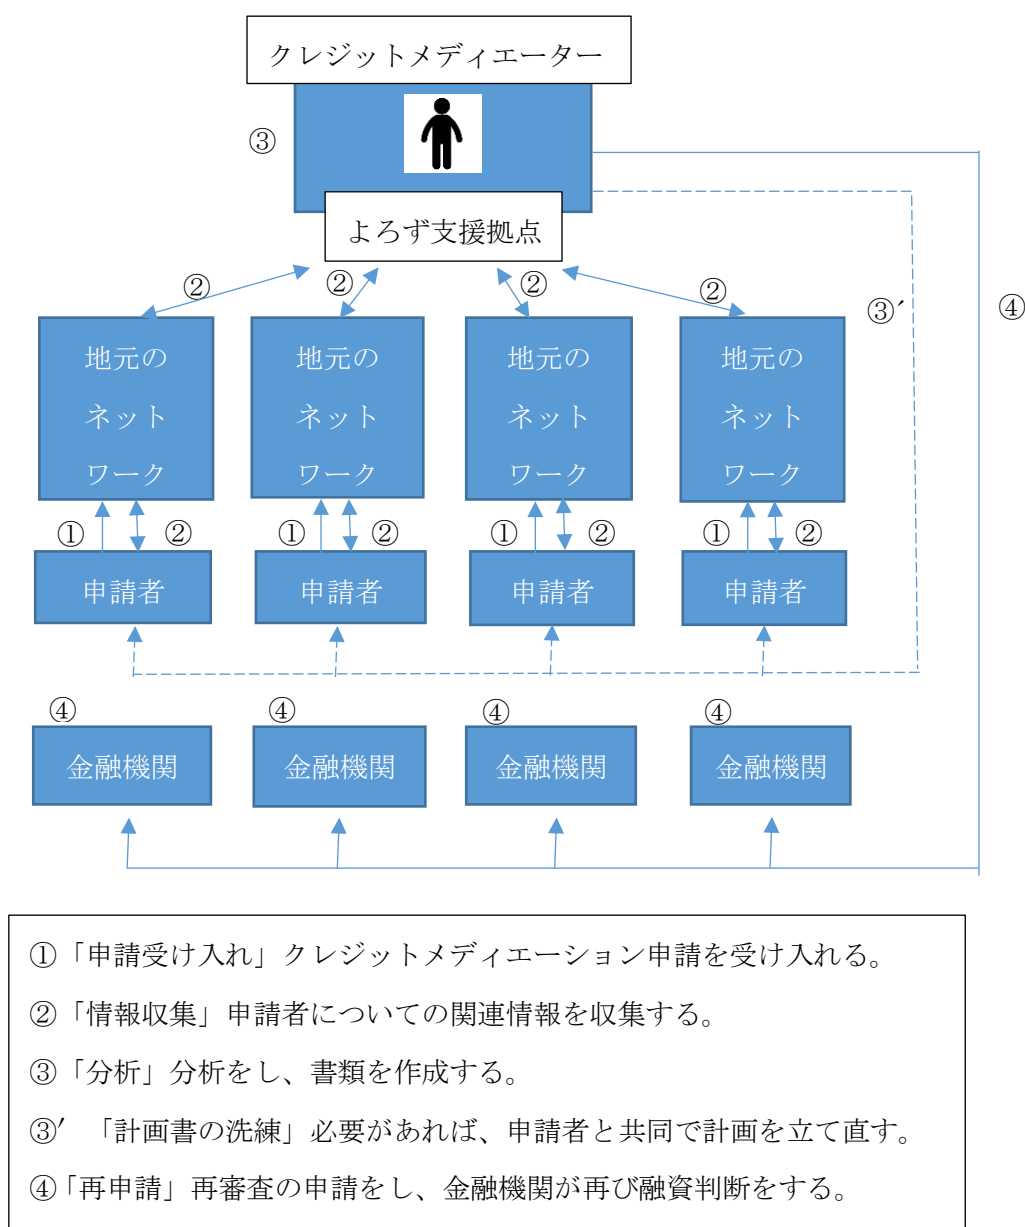 クレジットメディエーター
③
よろず支援拠点
② ② ② ②
③′ ④
地元の 地元の 地元の 地元の
ネット ネット ネット ネット
ワーク ワーク ワーク ワーク
① ② ① ② ① ② ① ②
申請者 申請者 申請者 申請者
④ ④ ④ ④
金融機関 金融機関 金融機関 金融機関
①「申請受け入れ」クレジットメディエーション申請を受け入れる。
②「情報収集」申請者についての関連情報を収集する。
③「分析」分析をし、書類を作成する。
③′ 「計画書の洗練」必要があれば、申請者と共同で計画を立て直す。
④「再申請」再審査の申請をし、金融機関が再び融資判断をする。